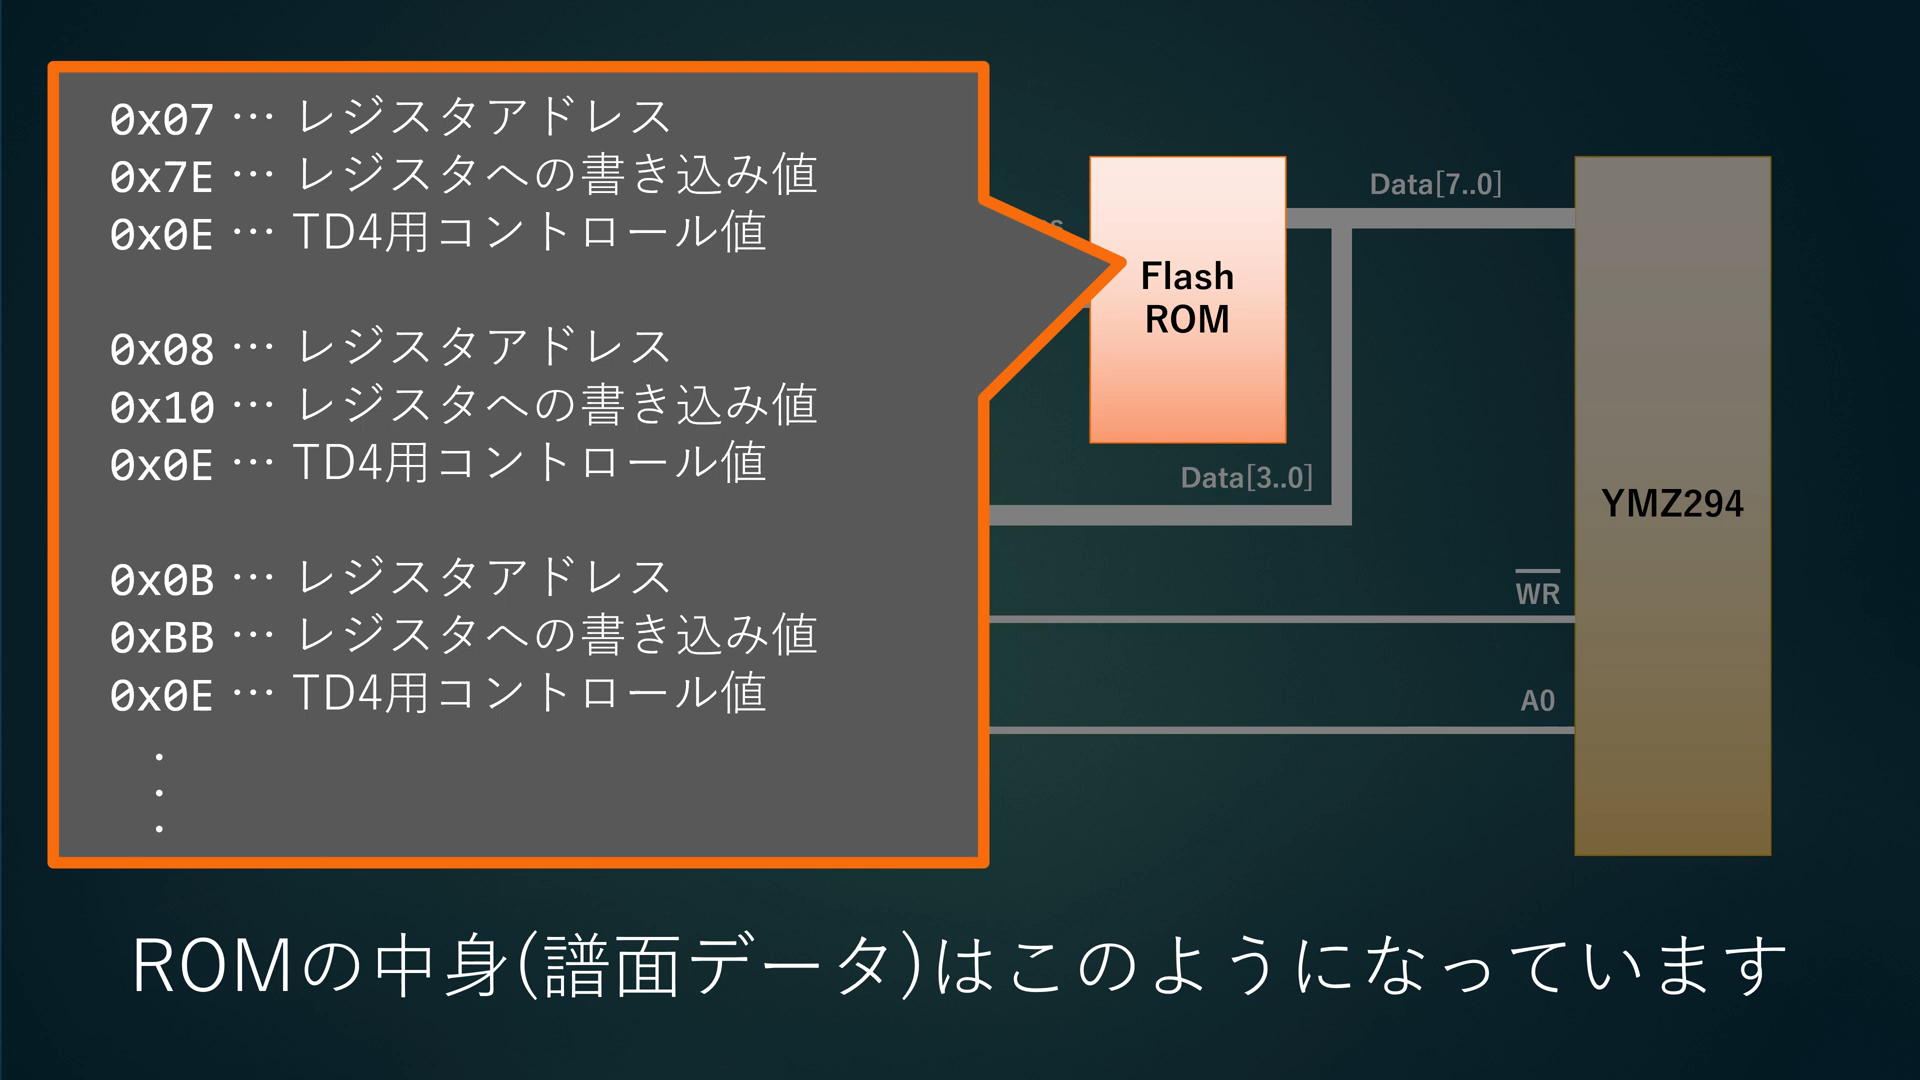 0x07 … レジスタアドレス
0x7E … レジスタへの書き込み値
0x0E … TD4用コントロール値
0x08 … レジスタアドレス
0x10 … レジスタへの書き込み値
0x0E … TD4用コントロール値
0x0B … レジスタアドレス
0xBB … レジスタへの書き込み値
0x0E … TD4用コントロール値
.
.
.
Flash
ROM
Data[7..0]
Data[3..0]
YMZ294
WR
A0
ROMの中身(譜面データ)はこのようになっています